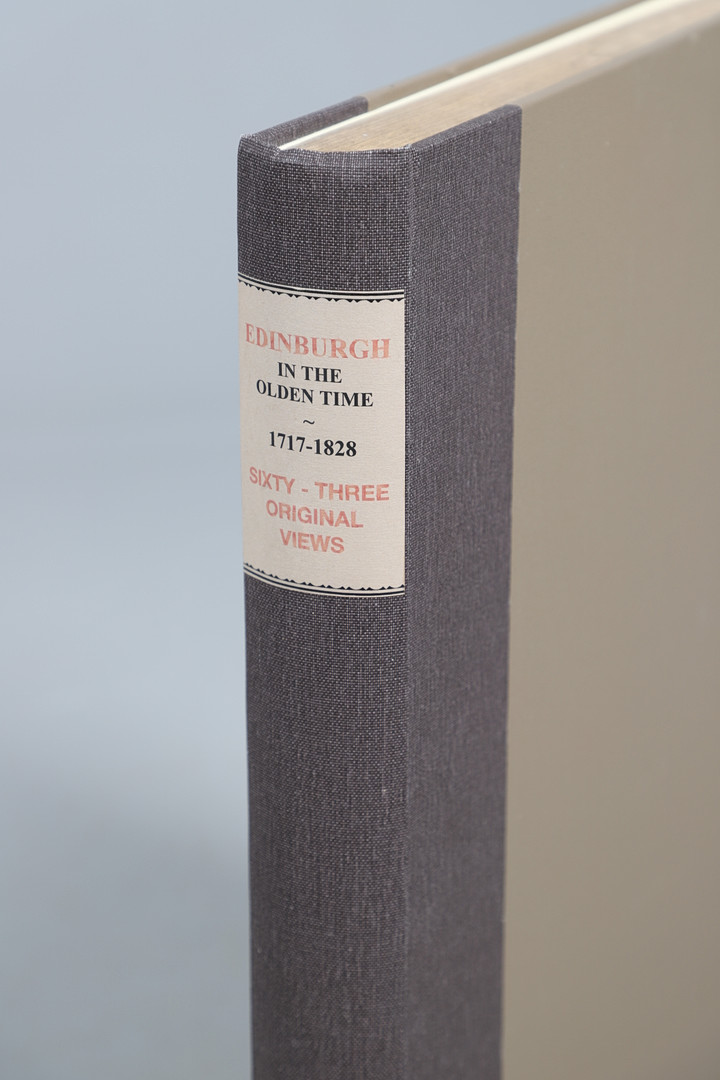 EDINBURGH
IN THE
OLDEN TIME
~
1717-1828
SIXTY - THREE
ORIGINAL
VIEWS